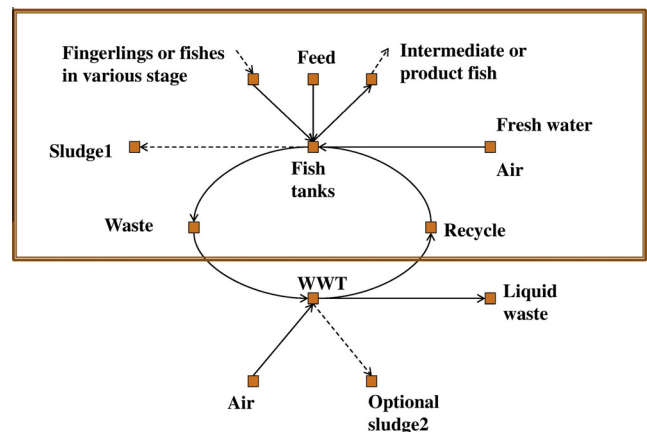 Fingerlings or fishes
in various stage
Feed
Intermediate or
product fish
Fresh water
Sludge1
Air
Fish
tanks
Waste
Recycle
WWT
Liquid
waste
Air
Optional
sludge2